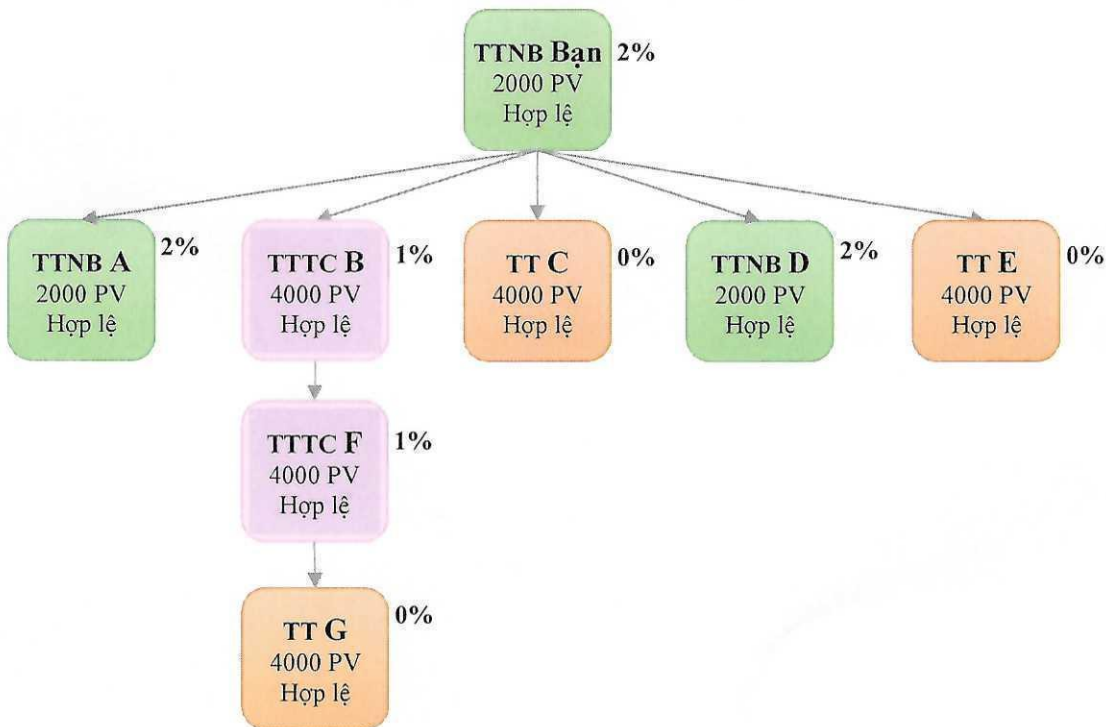 TTNB Bạn 2%
2000 PV
Hợp lệ
TTNB A 2%
2000 PV
Hợp lệ
TTTC B 1%
4000 PV
Hợp lệ
TT C 0%
4000 PV
Hợp lệ
TTNB D 2%
2000 PV
Hợp lệ
TT E 0%
4000 PV
Hợp lệ
TTTC F 1%
4000 PV
Hợp lệ
TT G 0%
4000 PV
Hợp lệ